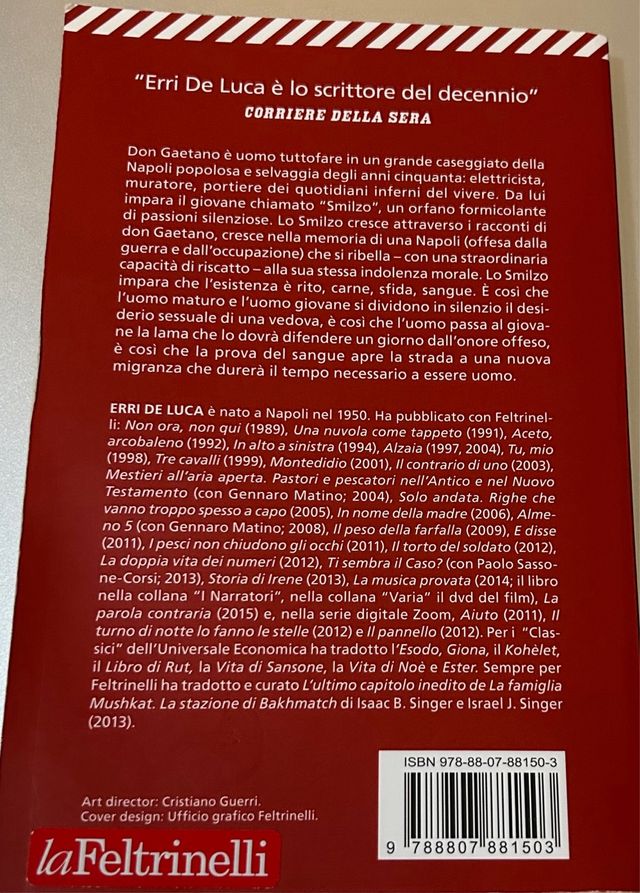 “Erri De Luca è lo scrittore del decennio”
CORRIERE DELLA SERA
Don Gaetano è uomo tuttofare in un grande caseggiato della
Napoli popolosa e selvaggia degli anni cinquanta: elettricista,
muratore, portiere dei quotidiani inferni del vivere. Da lui
impara il giovane chiamato “Smilzo”, un orfano formicolante
di passioni silenziose. Lo Smilzo cresce attraverso i racconti di
don Gaetano, cresce nella memoria di una Napoli (offesa dalla
guerra e dall’occupazione) che si ribella – con una straordinaria
capacità di riscatto – alla sua stessa indolenza morale. Lo Smilzo
impara che l’esistenza è rito, carne, sfida, sangue. È così che
l’uomo maturo e l’uomo giovane si dividono in silenzio il desi-
derio sessuale di una vedova, è così che l’uomo passa al giova-
ne la lama che lo dovrà difendere un giorno dall’onore offeso,
è così che la prova del sangue apre la strada a una nuova
migranza che durerà il tempo necessario a essere uomo.
ERRI DE LUCA è nato a Napoli nel 1950. Ha pubblicato con Feltrinel-
li: Non ora, non qui (1989), Una nuvola come tappeto (1991), Aceto,
arcobaleno (1992), In alto a sinistra (1994), Alzaia (1997, 2004), Tu, mio
(1998), Tre cavalli (1999), Montedidio (2001), Il contrario di uno (2003),
Mestieri all’aria aperta. Pastori e pescatori nell’Antico e nel Nuovo
Testamento (con Gennaro Matino; 2004), Solo andata. Righe che
vanno troppo spesso a capo (2005), In nome della madre (2006), Alme-
no 5 (con Gennaro Matino; 2008), Il peso della farfalla (2009), E disse
(2011), I pesci non chiudono gli occhi (2011), Il torto del soldato (2012),
La doppia vita dei numeri (2012), Ti sembra il Caso? (con Paolo Sasso-
ne-Corsi; 2013), Storia di Irene (2013), La musica provata (2014; il libro
nella collana "I Narratori", nella collana "Varia" il dvd del film), La
parola contraria (2015) e, nella serie digitale Zoom, Aiuto (2011), Il
turno di notte lo fanno le stelle (2012) e Il pannello (2012). Per i “Clas-
sici” dell’Universale Economica ha tradotto l’Esodo, Giona, il Kohèlet,
il Libro di Rut, la Vita di Sansone, la Vita di Noè e Ester. Sempre per
Feltrinelli ha tradotto e curato L’ultimo capitolo inedito de La famiglia
Mushkat. La stazione di Bakhmatch di Isaac B. Singer e Israel J. Singer
(2013).
ISBN 978-88-07-88150-3
Art director: Cristiano Guerri.
Cover design: Ufficio grafico Feltrinelli.
9 788807 881503
laFeltrinelli